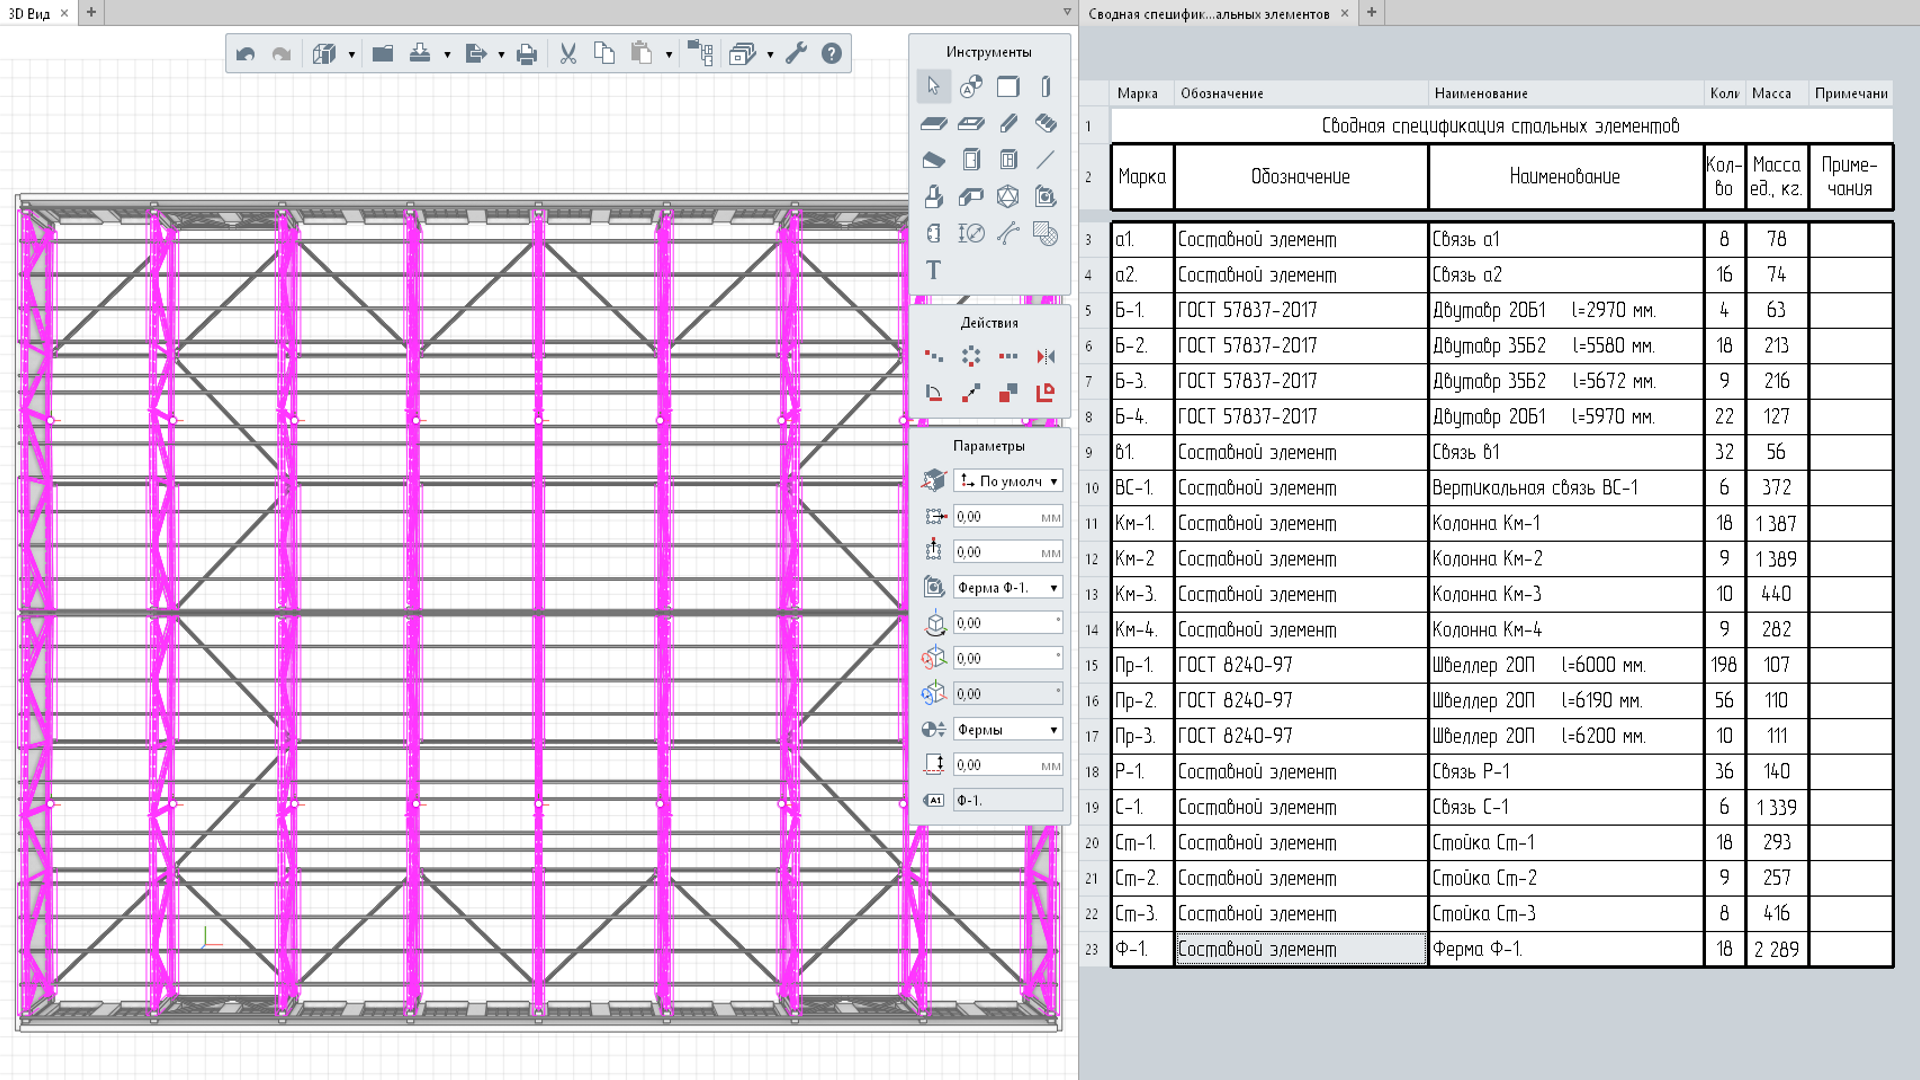 3D Вид
Сводная специфик...альных элементов
Инструменты
T
Действия
Параметры
По умолч
0,00 мм
0,00 мм
Ферма Ф-1.
0,00 °
0,00 °
0,00 °
Фермы
0,00 мм
A1 Ф-1.
Марка Обозначение Наименование Коли Масса Примечани
1 Сводная спецификация стальных элементов
2 Марка Обозначение Наименование Кол-во Масса ед., кг. Приме-чания
3 а1. Составной элемент Связь а1 8 78
4 а2. Составной элемент Связь а2 16 74
5 Б-1. ГОСТ 57837-2017 Двутавр 20Б1 l=2970 мм. 4 63
6 Б-2. ГОСТ 57837-2017 Двутавр 35Б2 l=5580 мм. 18 213
7 Б-3. ГОСТ 57837-2017 Двутавр 35Б2 l=5672 мм. 9 216
8 Б-4. ГОСТ 57837-2017 Двутавр 20Б1 l=5970 мм. 22 127
9 в1. Составной элемент Связь в1 32 56
10 ВС-1. Составной элемент Вертикальная связь ВС-1 6 372
11 Км-1. Составной элемент Колонна Км-1 18 1 387
12 Км-2 Составной элемент Колонна Км-2 9 1 389
13 Км-3. Составной элемент Колонна Км-3 10 440
14 Км-4. Составной элемент Колонна Км-4 9 282
15 Пр-1. ГОСТ 8240-97 Швеллер 20П l=6000 мм. 198 107
16 Пр-2. ГОСТ 8240-97 Швеллер 20П l=6190 мм. 56 110
17 Пр-3. ГОСТ 8240-97 Швеллер 20П l=6200 мм. 10 111
18 Р-1. Составной элемент Связь Р-1 36 140
19 С-1. Составной элемент Связь С-1 6 1 339
20 Ст-1. Составной элемент Стойка Ст-1 18 293
21 Ст-2. Составной элемент Стойка Ст-2 9 257
22 Ст-3. Составной элемент Стойка Ст-3 8 416
23 Ф-1. Составной элемент Ферма Ф-1. 18 2 289